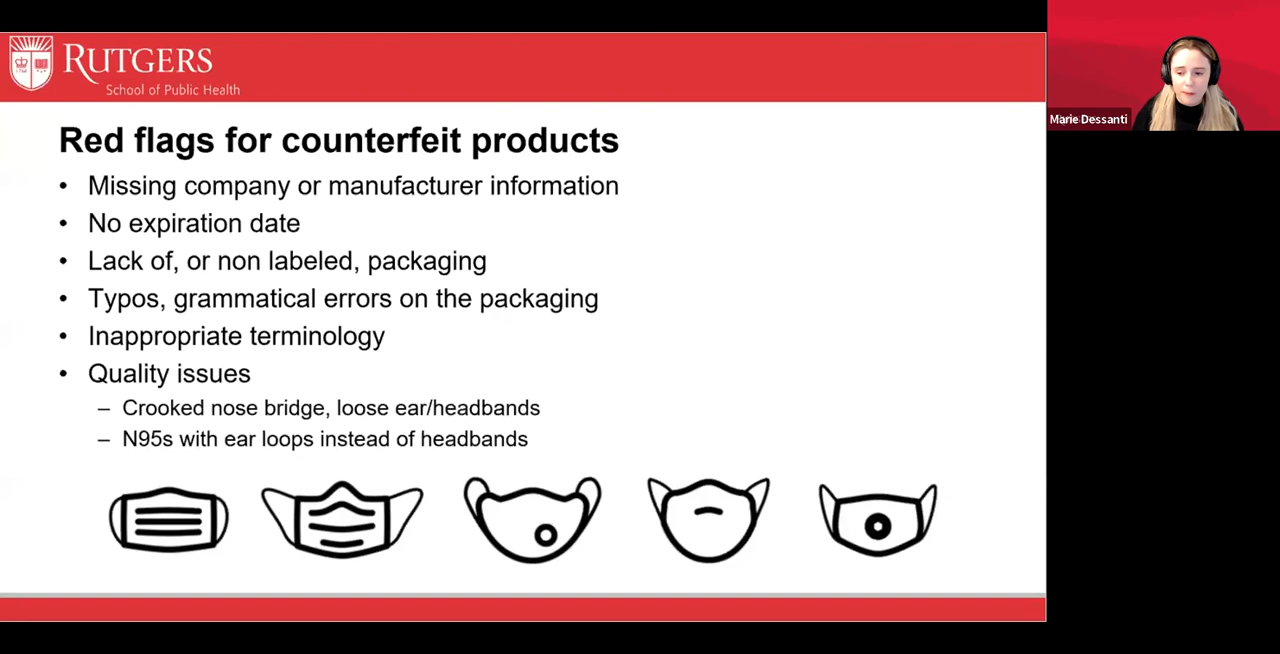 RUTGERS
School of Public Health
Marie Dessanti
Red flags for counterfeit products
• Missing company or manufacturer information
• No expiration date
• Lack of, or non labeled, packaging
• Typos, grammatical errors on the packaging
• Inappropriate terminology
• Quality issues
– Crooked nose bridge, loose ear/headbands
– N95s with ear loops instead of headbands